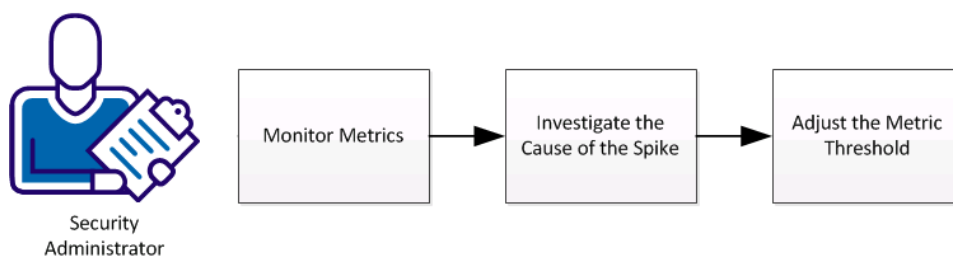 Security
Administrator
Monitor Metrics
Investigate the
Cause of the Spike
Adjust the Metric
Threshold